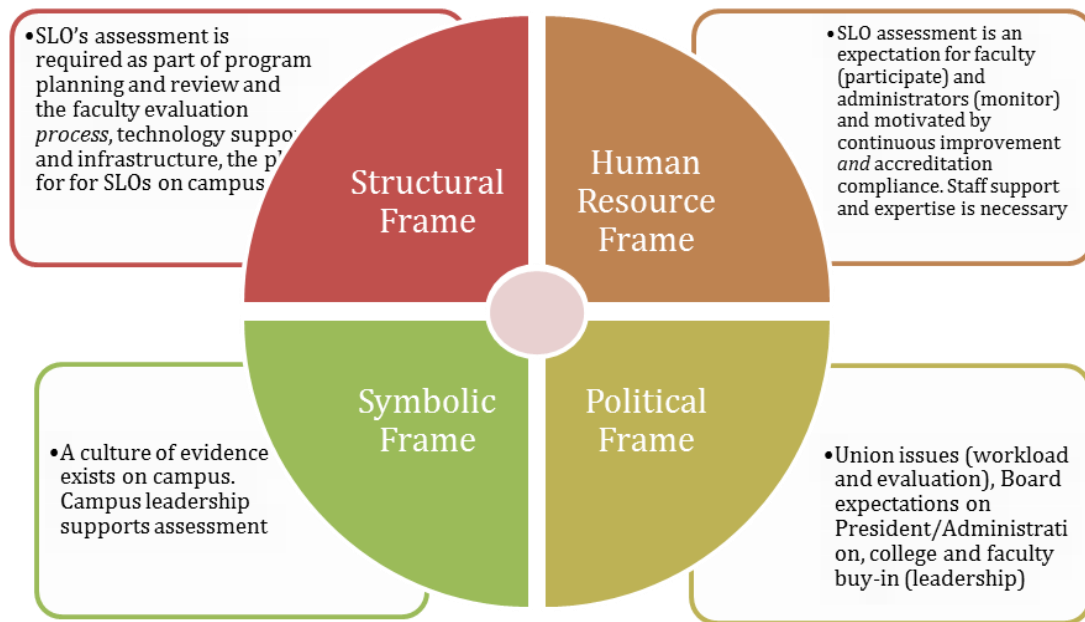 •SLO's assessment is
required as part of program
planning and review and
the faculty evaluation
process, technology
and infrastructure, the
for for SLOs on campus
Structural
Frame
Human
Resource
Frame
•SLO assessment is an
expectation for faculty
(participate) and
administrators (monitor)
and motivated by
continuous improvement
and accreditation
compliance. Staff support
and expertise is necessary
Symbolic
Frame
Political
Frame
•A culture of evidence
exists on campus.
Campus leadership
supports assessment
•Union issues (workload
and evaluation), Board
expectations on
President/Administrati
on, college and faculty
buy-in (leadership)